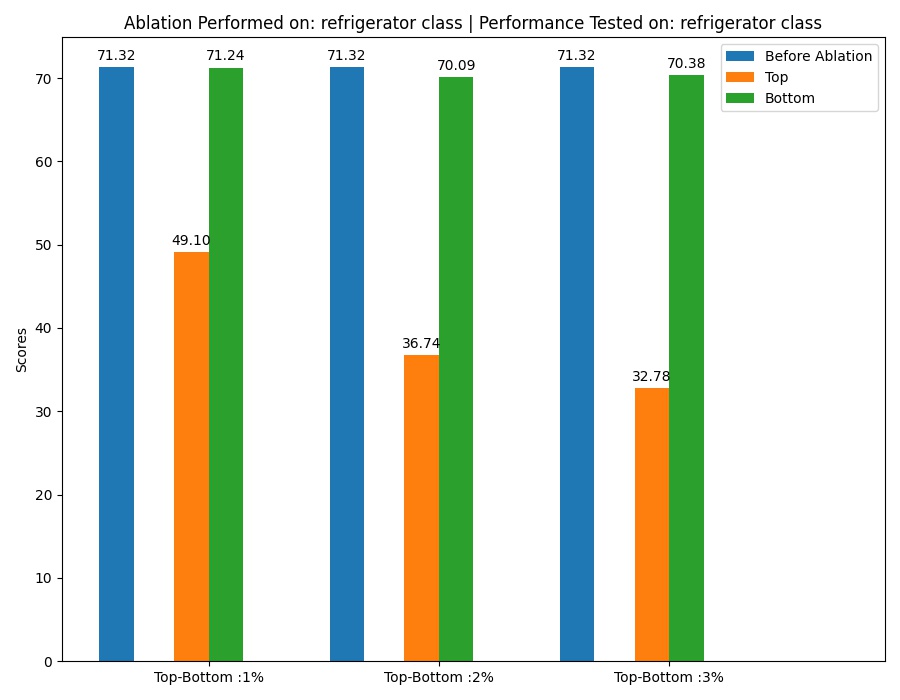 Ablation Performed on: refrigerator class | Performance Tested on: refrigerator class
71.32 71.24 71.32 70.09 71.32 70.38
49.10 36.74 32.78
Before Ablation
Top
Bottom
Scores
70
60
50
40
30
20
10
0
Top-Bottom :1% Top-Bottom :2% Top-Bottom :3%